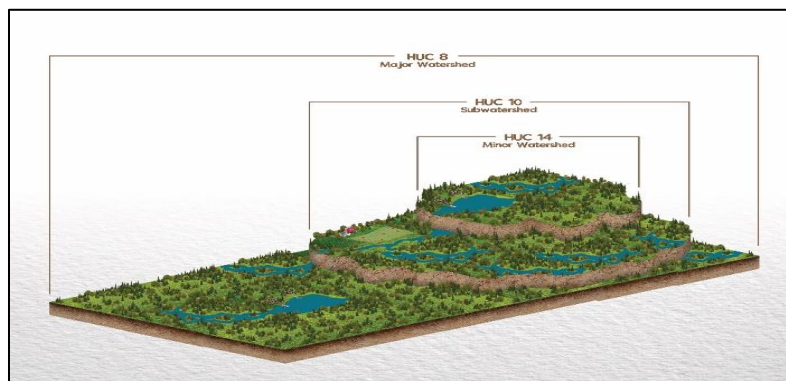 HUC 8
Major Watershed
HUC 10
Subwatershed
HUC 14
Minor Watershed